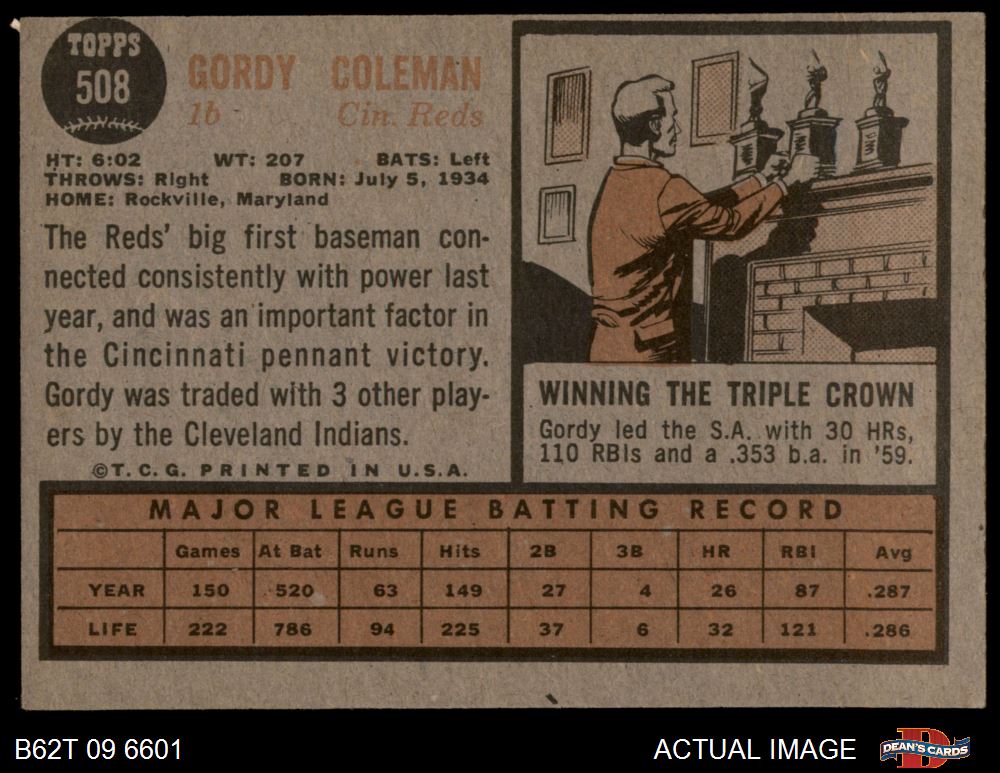 TOPPS
508
GORDY COLEMAN
1b Cin. Reds
HT: 6:02 WT: 207 BATS: Left
THROWS: Right BORN: July 5, 1934
HOME: Rockville, Maryland
The Reds' big first baseman con-
nected consistently with power last
year, and was an important factor in
the Cincinnati pennant victory.
Gordy was traded with 3 other play-
ers by the Cleveland Indians.
©T.C.G. PRINTED IN U.S.A.
WINNING THE TRIPLE CROWN
Gordy led the S.A. with 30 HRs,
110 RBIs and a .353 b.a. in '59.
MAJOR LEAGUE BATTING RECORD
Games At Bat Runs Hits 2B 3B HR RBI Avg
YEAR 150 520 63 149 27 4 26 87 .287
LIFE 222 786 94 225 37 6 32 121 .286
B62T 09 6601 ACTUAL IMAGE DEAN'S CARDS